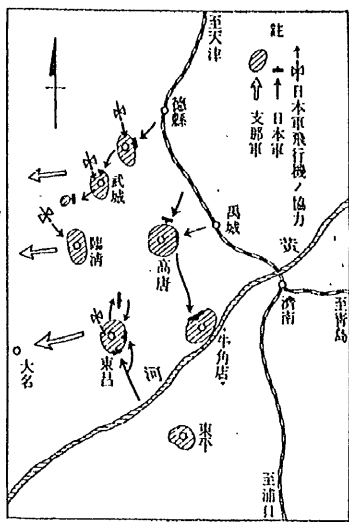 註
日本軍飛行機ノ協力
日本軍
支那軍
至天津
德縣
武城
臨清
禹城
高唐
黄
河
濟南
至青島
牛角店
東昌
大名
東平
至浦口